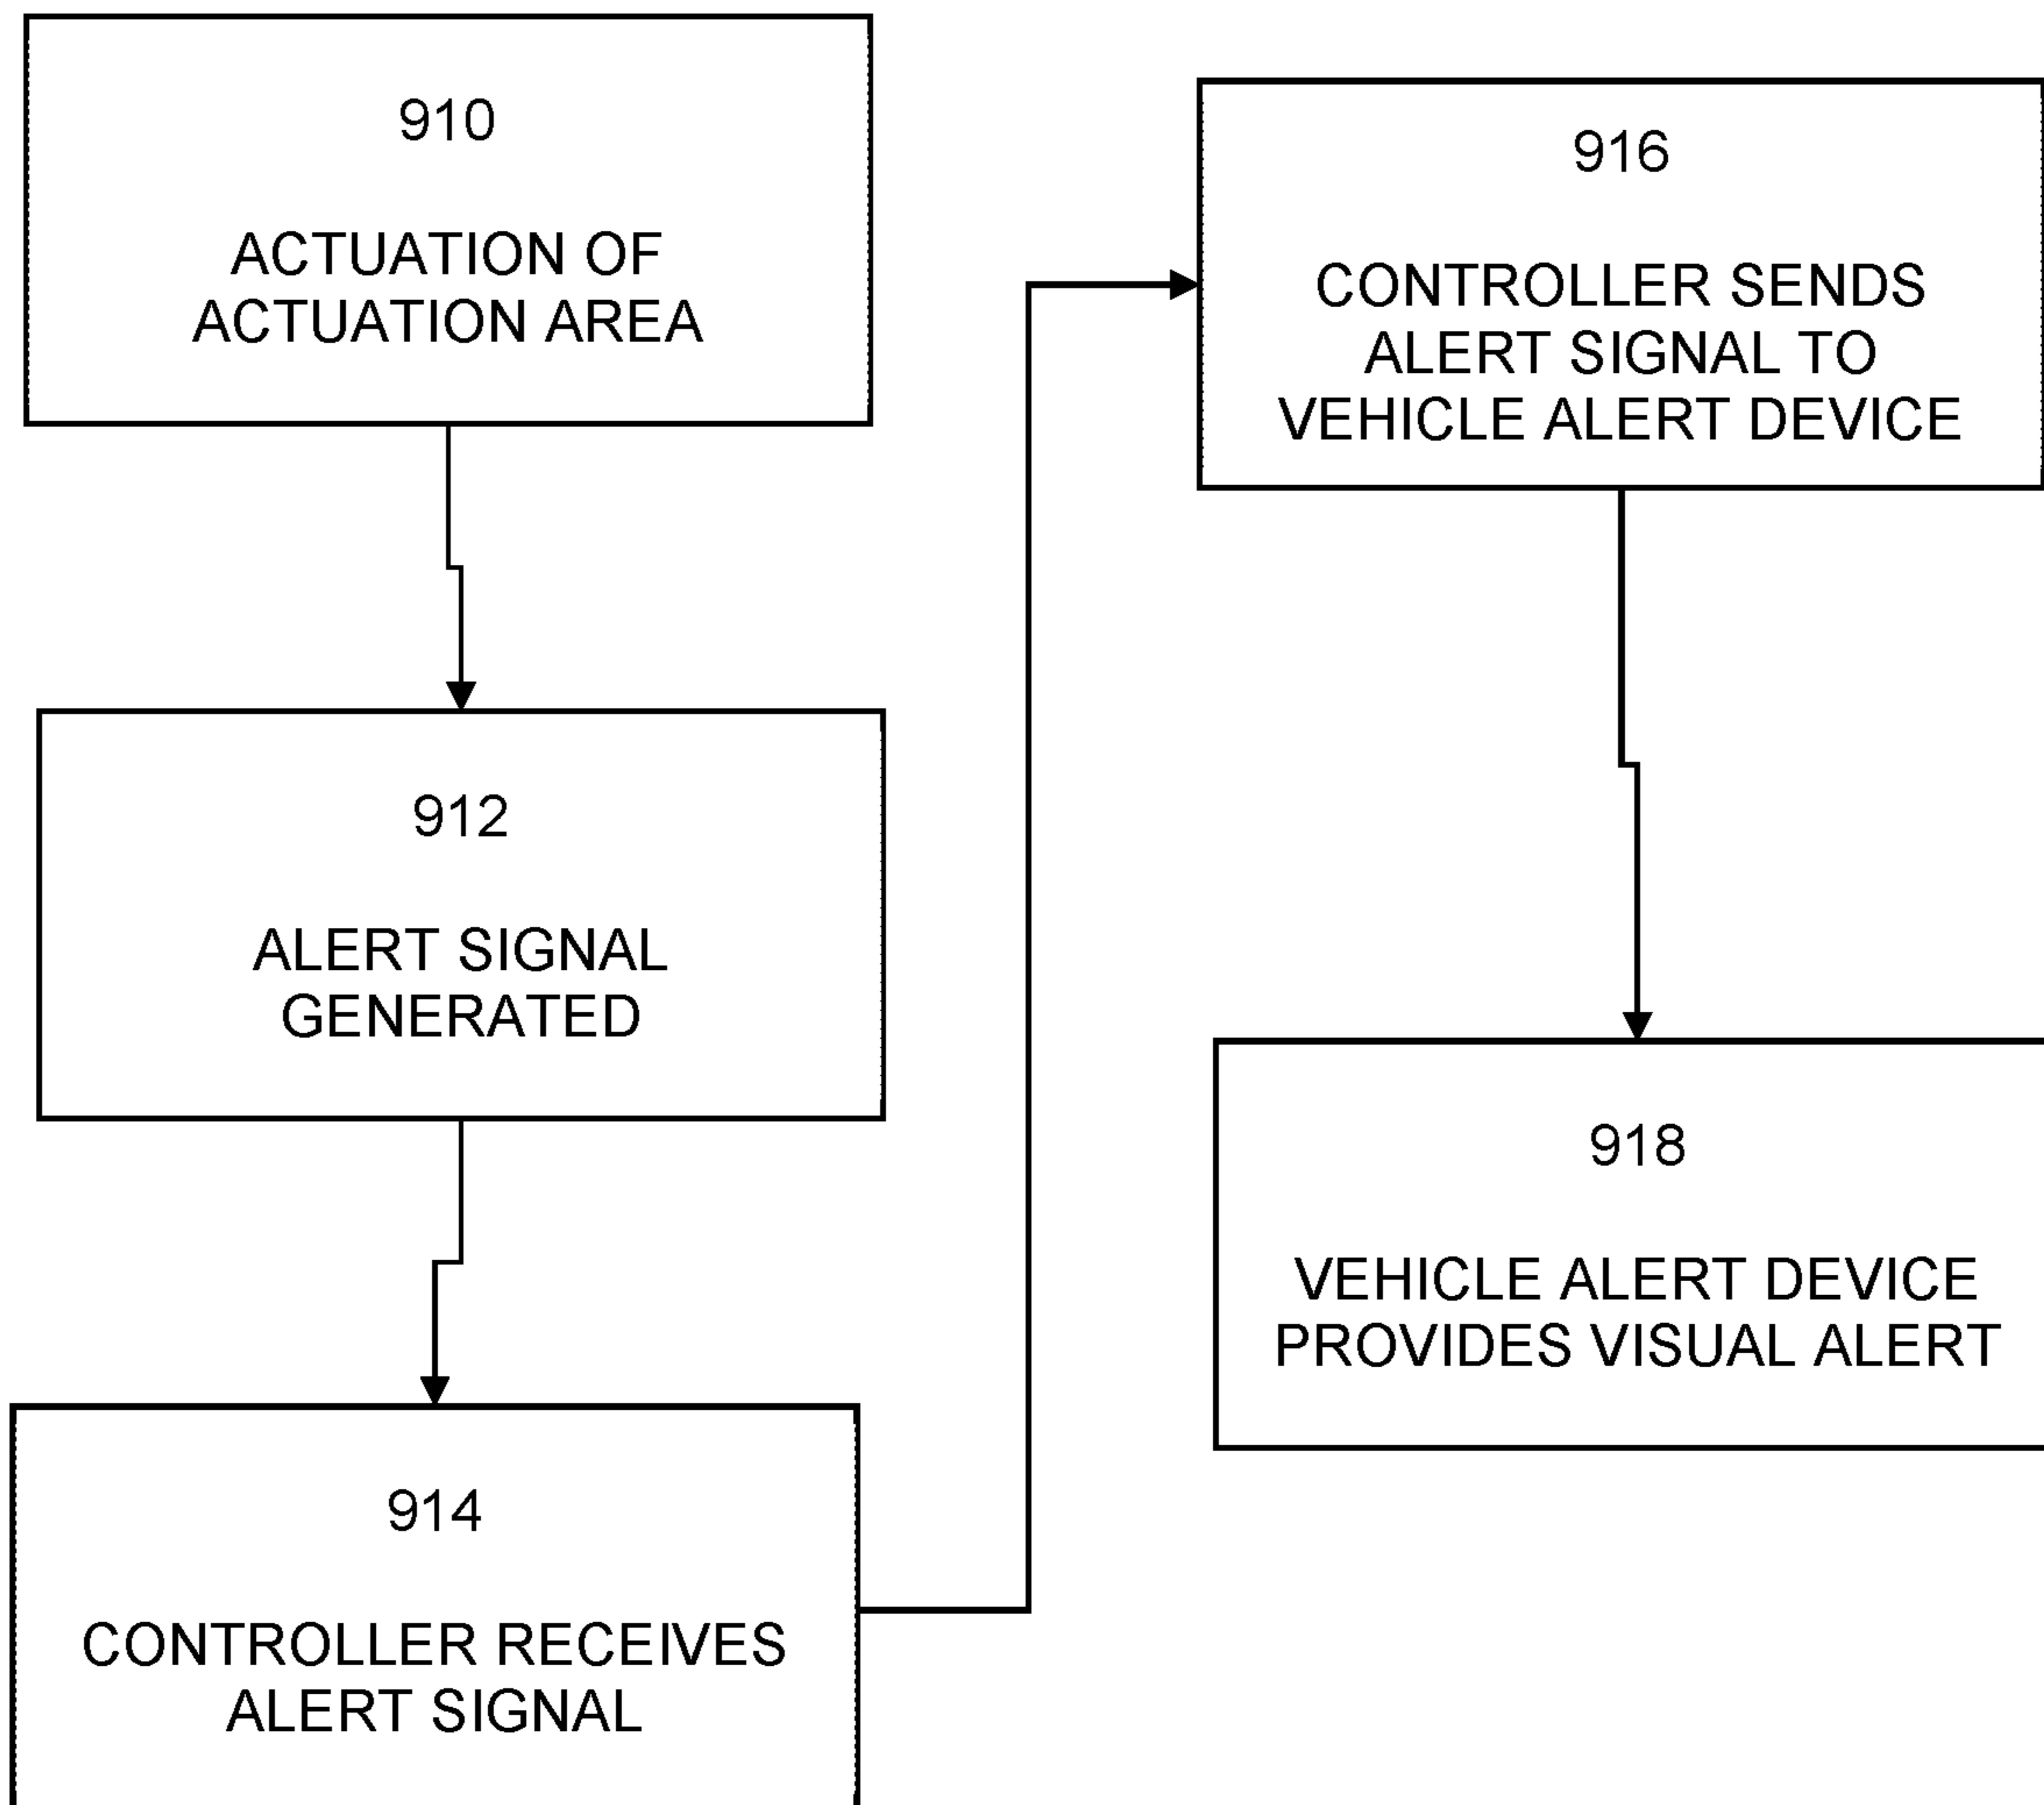 910
ACTUATION OF
ACTUATION AREA
912
ALERT SIGNAL
GENERATED
914
CONTROLLER RECEIVES
ALERT SIGNAL
916
CONTROLLER SENDS
ALERT SIGNAL TO
VEHICLE ALERT DEVICE
918
VEHICLE ALERT DEVICE
PROVIDES VISUAL ALERT